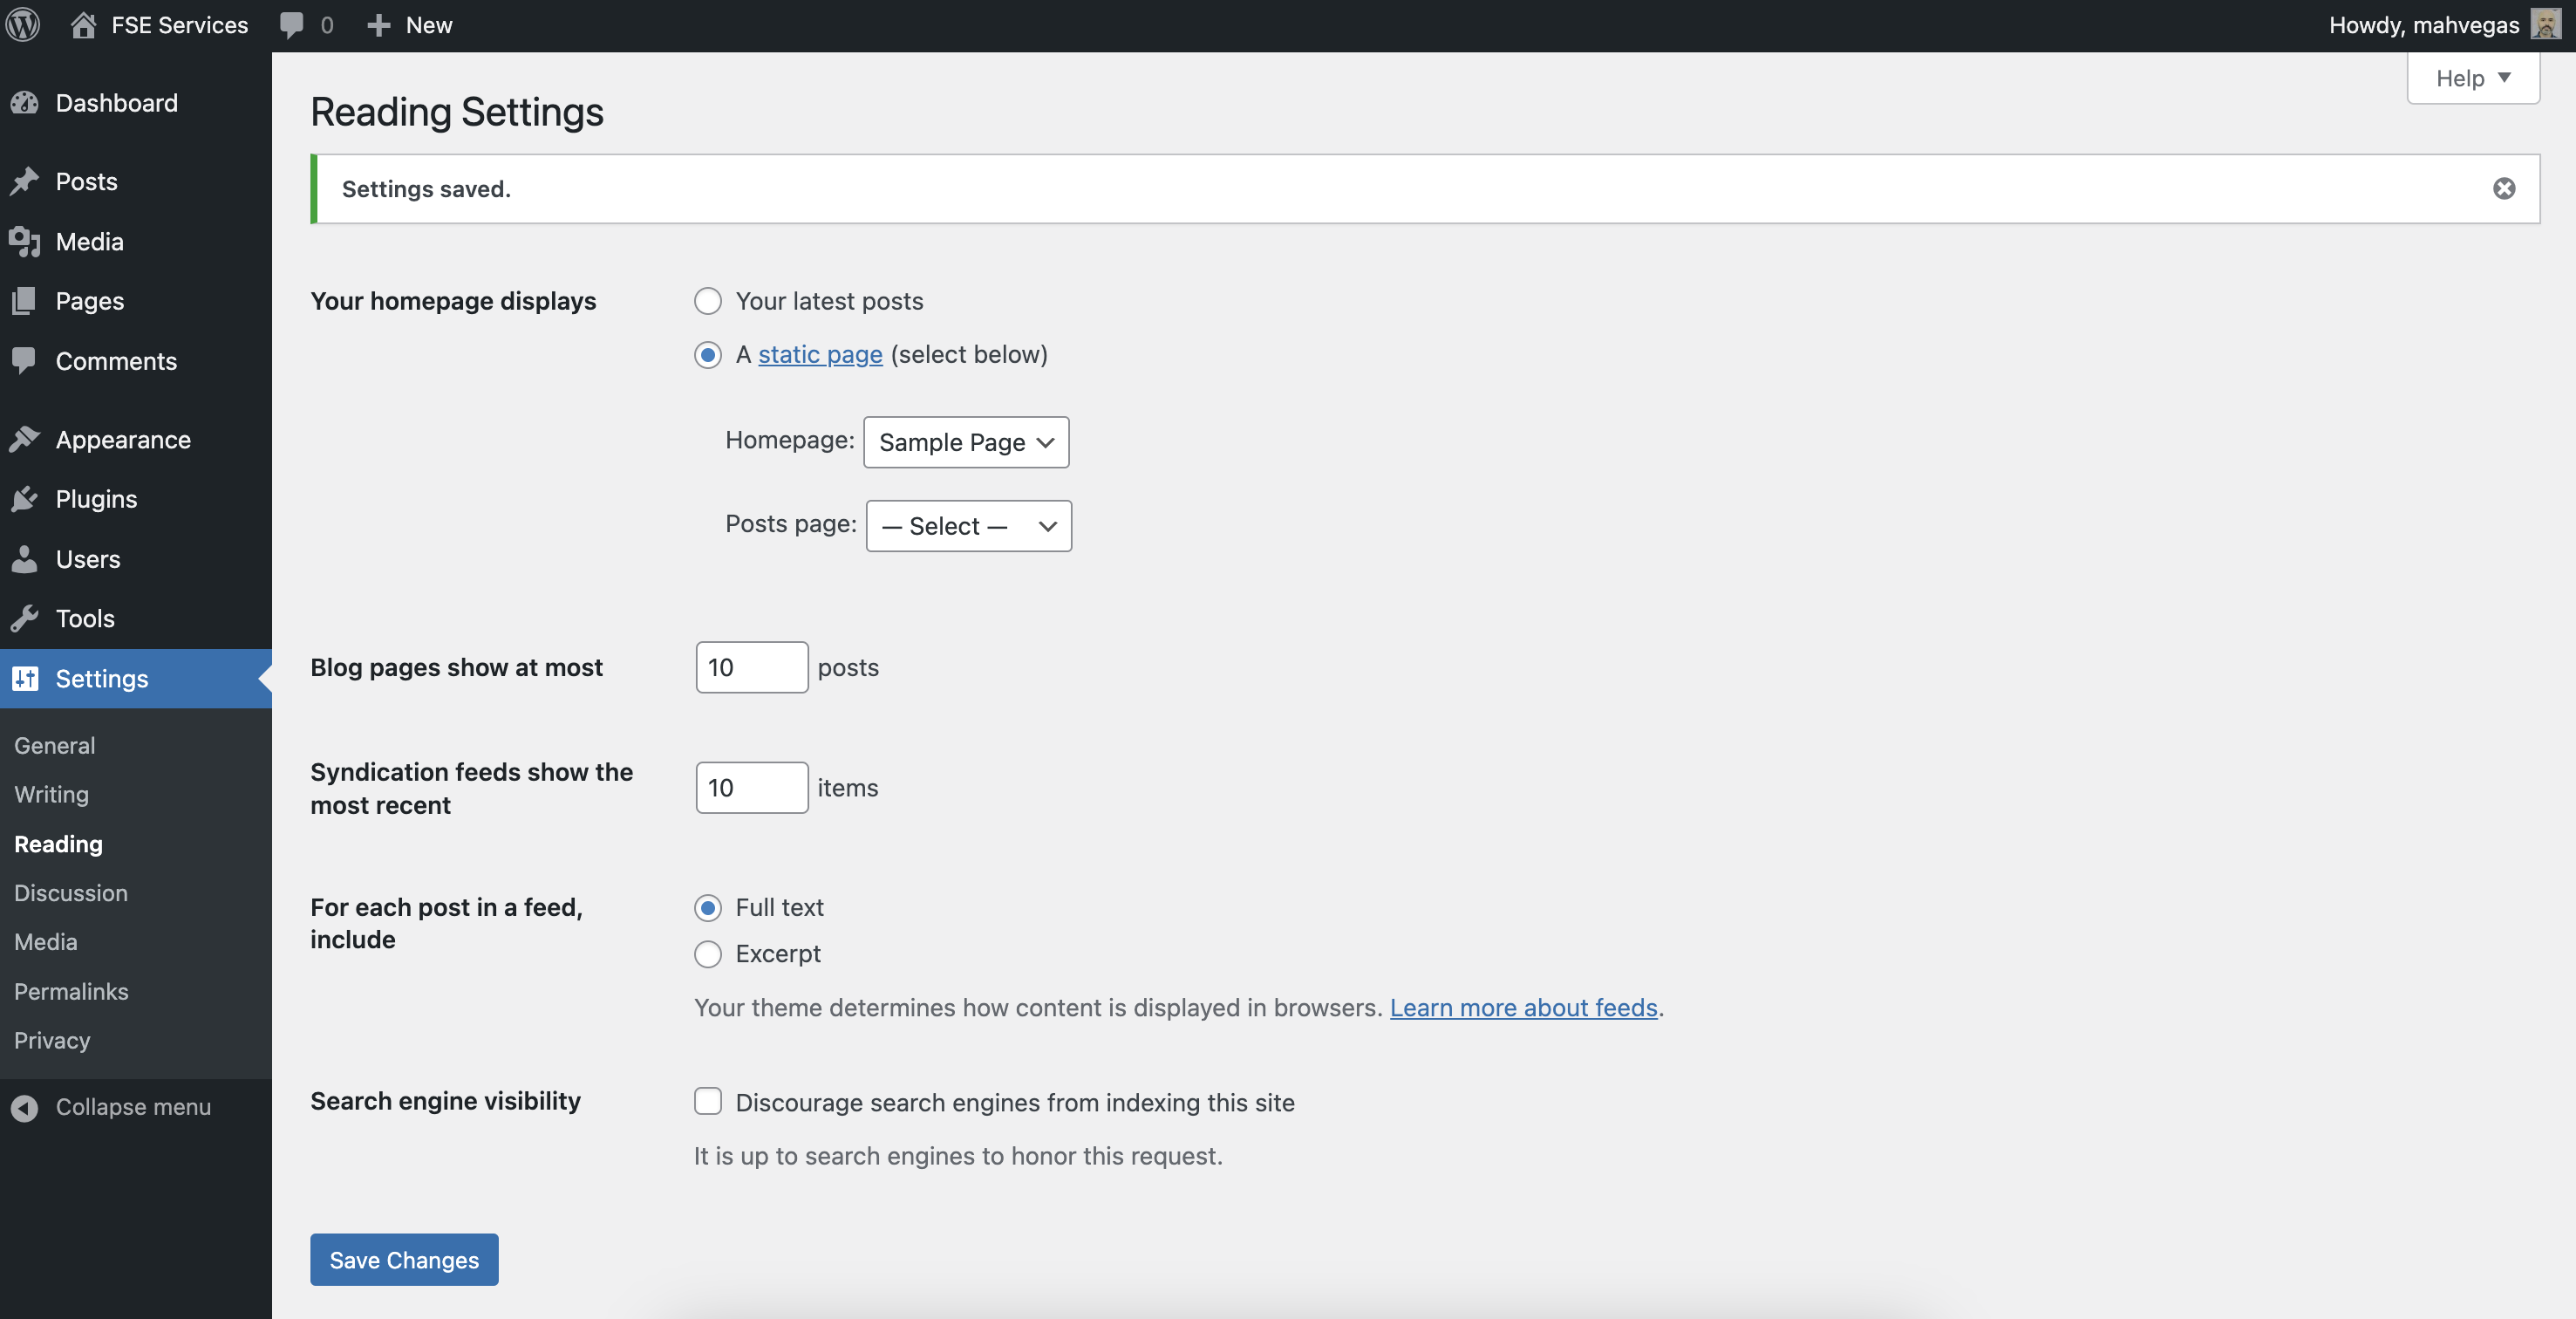 FSE Services 0 New Howdy, mahvegas
Help
Dashboard
Posts
Media
Pages
Comments
Appearance
Plugins
Users
Tools
Settings
General
Writing
Reading
Discussion
Media
Permalinks
Privacy
Collapse menu
Reading Settings
Settings saved.
Your homepage displays
Your latest posts
A static page (select below)
Homepage: Sample Page
Posts page: — Select —
Blog pages show at most 10 posts
Syndication feeds show the
most recent
10 items
For each post in a feed,
include
Full text
Excerpt
Your theme determines how content is displayed in browsers. Learn more about feeds.
Search engine visibility
Discourage search engines from indexing this site
It is up to search engines to honor this request.
Save Changes